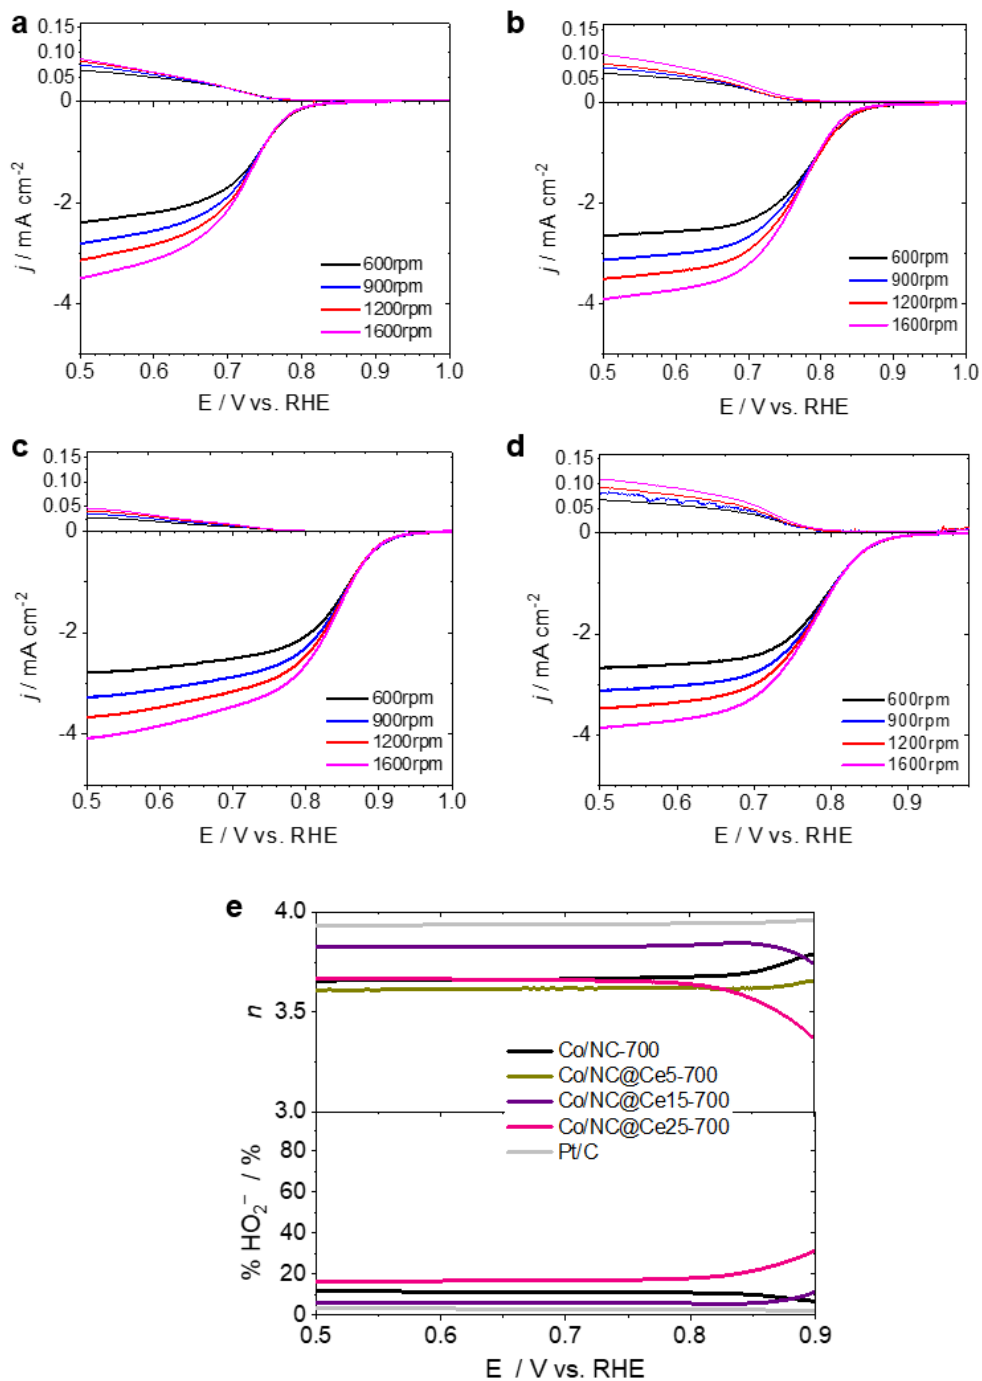 a
0.15
0.10
0.05
0
-2
-4
j / mA cm⁻²
600rpm
900rpm
1200rpm
1600rpm
0.5 0.6 0.7 0.8 0.9 1.0
E / V vs. RHE
b
0.15
0.10
0.05
0
-2
-4
j / mA cm⁻²
600rpm
900rpm
1200rpm
1600rpm
0.5 0.6 0.7 0.8 0.9 1.0
E / V vs. RHE
c
0.15
0.10
0.05
0
-2
-4
j / mA cm⁻²
600rpm
900rpm
1200rpm
1600rpm
0.5 0.6 0.7 0.8 0.9 1.0
E / V vs. RHE
d
0.15
0.10
0.05
0
-2
-4
j / mA cm⁻²
600rpm
900rpm
1200rpm
1600rpm
0.5 0.6 0.7 0.8 0.9
E / V vs. RHE
e
4.0
3.5
3.0
n
Co/NC-700
Co/NC@Ce5-700
Co/NC@Ce15-700
Co/NC@Ce25-700
Pt/C
80
60
40
20
0
% HO₂⁻ / %
0.5 0.6 0.7 0.8 0.9
E / V vs. RHE